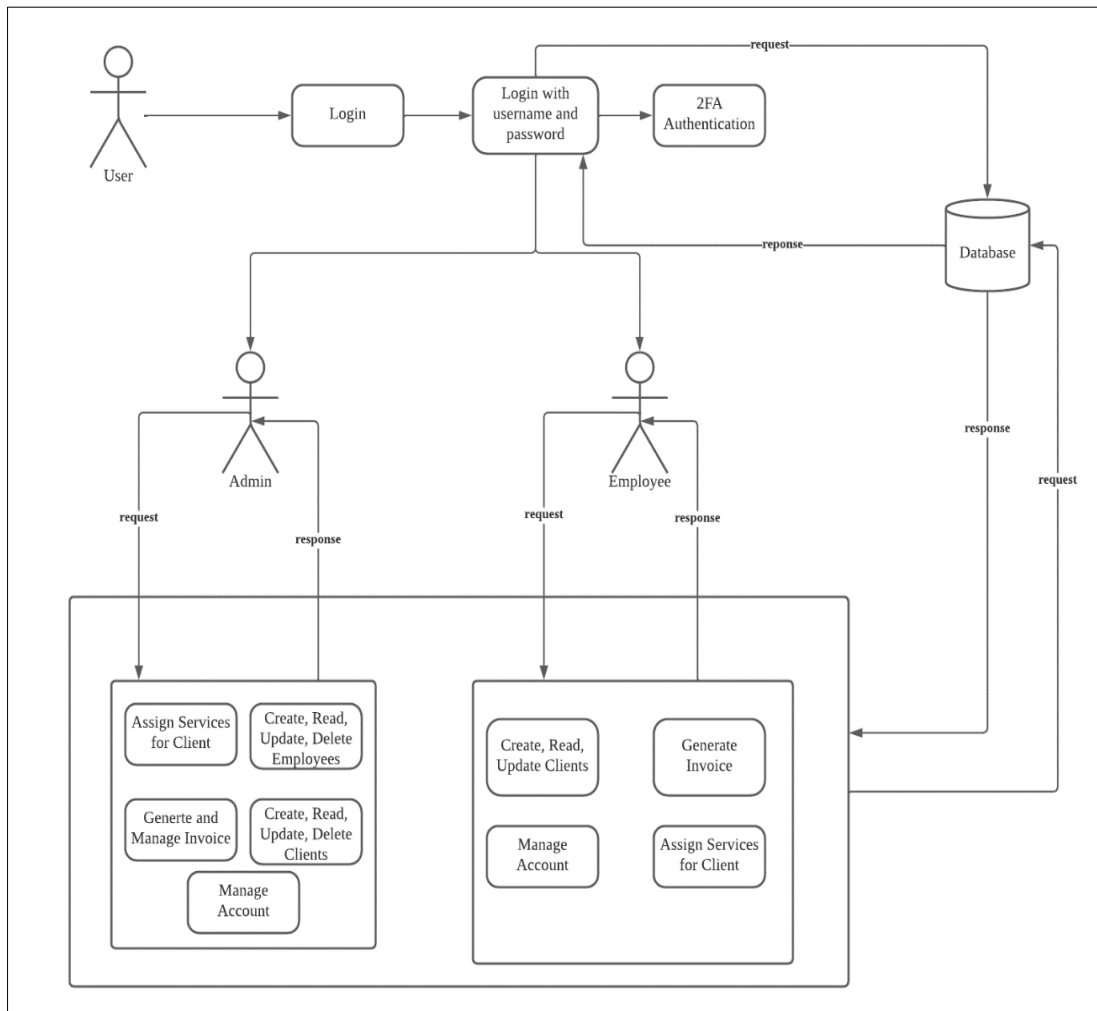 request
Login
Login with
username and
password
2FA
Authentication
User
reponse
Database
response
request
Admin
Employee
request
response
request
response
Assign Services
for Client
Create, Read,
Update, Delete
Employees
Generte and
Manage Invoice
Create, Read,
Update, Delete
Clients
Manage
Account
Create, Read,
Update Clients
Generate
Invoice
Manage
Account
Assign Services
for Client